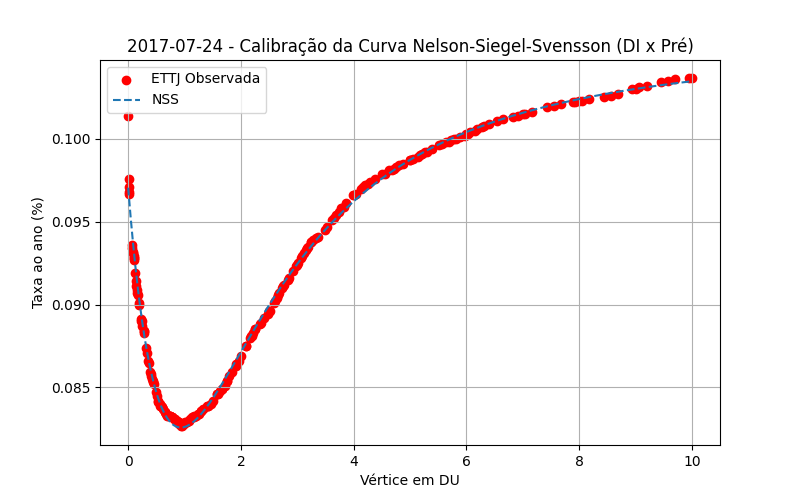 2017-07-24 - Calibração da Curva Nelson-Siegel-Svensson (DI x Pré)
ETTJ Observada
NSS
Taxa ao ano (%)
0.100
0.095
0.090
0.085
0
2
4
6
8
10
Vértice em DU